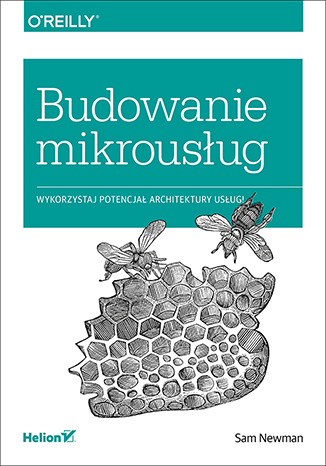 O'REILLY®
Budowanie
mikrousług
WYKORZYSTAJ POTENCJAŁ ARCHITEKTURY USŁUG!
Helion
Sam Newman